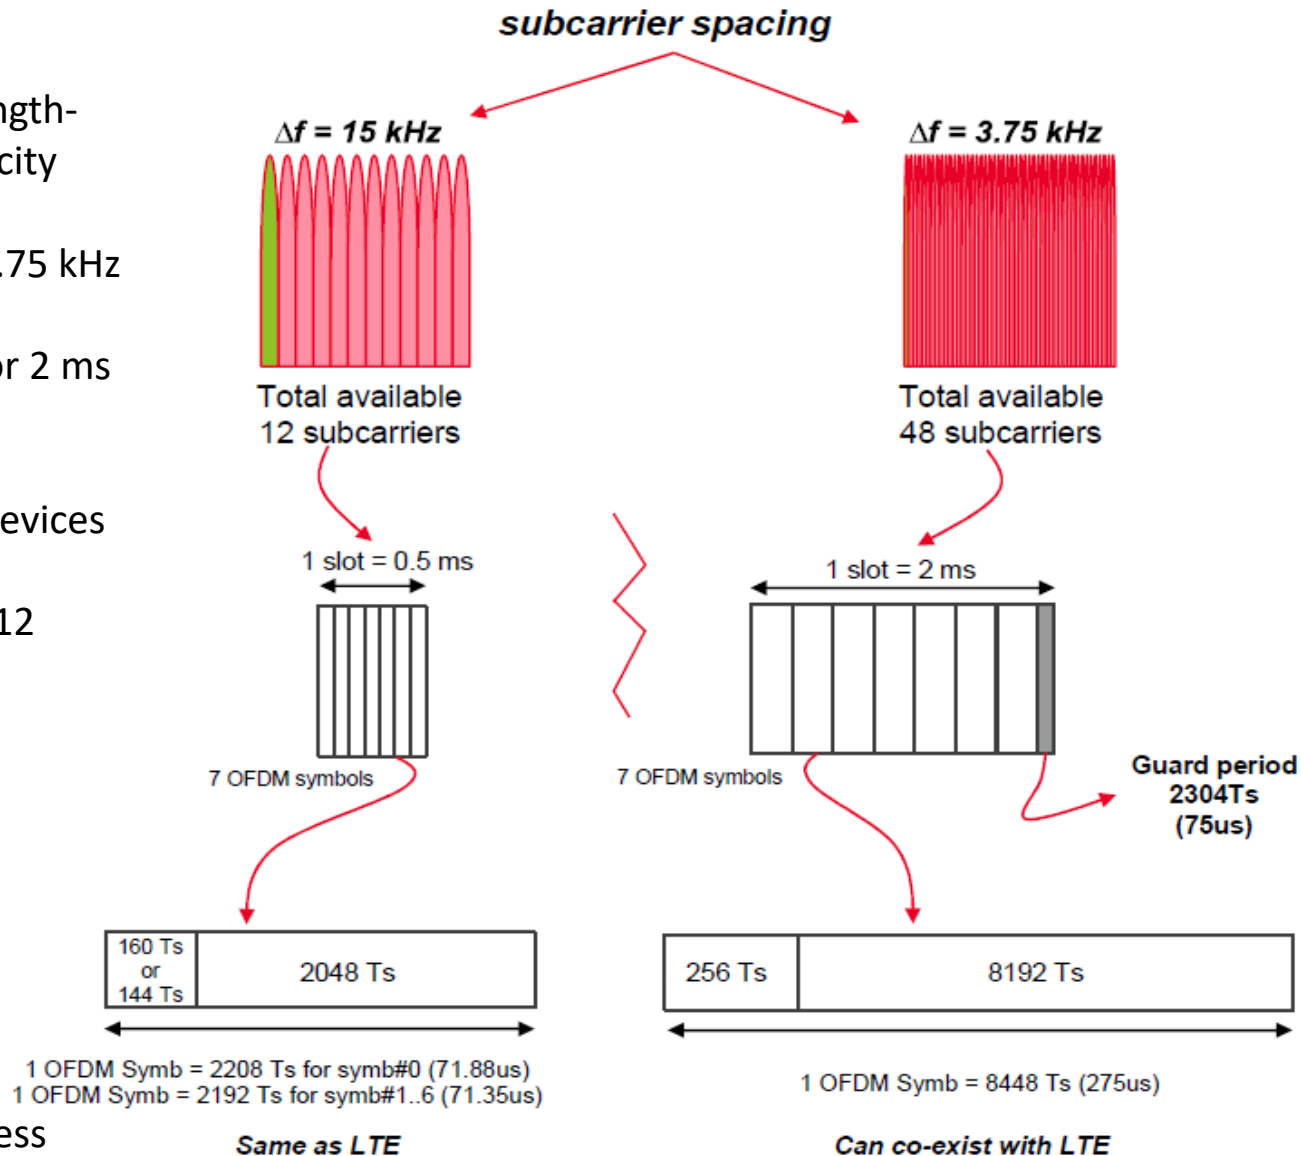 subcarrier spacing
ngth-
city
.75 kHz
or 2 ms
evices
12
ess
Δf = 15 kHz
Total available
12 subcarriers
1 slot = 0.5 ms
7 OFDM symbols
160 Ts
or
144 Ts
2048 Ts
1 OFDM Symb = 2208 Ts for symb#0 (71.88us)
1 OFDM Symb = 2192 Ts for symb#1..6 (71.35us)
Same as LTE
Δf = 3.75 kHz
Total available
48 subcarriers
1 slot = 2 ms
7 OFDM symbols
Guard period
2304Ts
(75us)
256 Ts
8192 Ts
1 OFDM Symb = 8448 Ts (275us)
Can co-exist with LTE